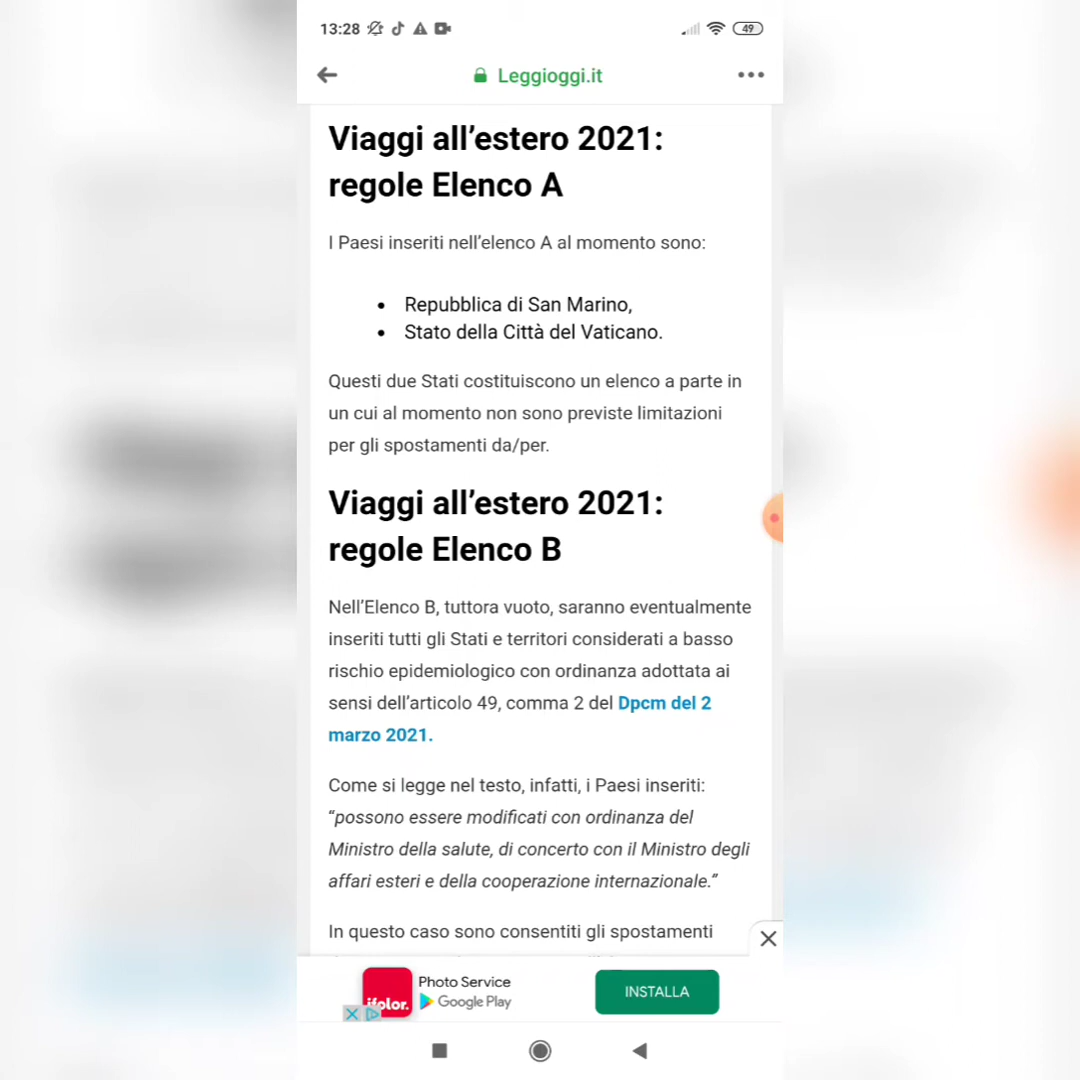 13:28
49
Leggioggi.it
Viaggi all’estero 2021:
regole Elenco A
I Paesi inseriti nell’elenco A al momento sono:
• Repubblica di San Marino,
• Stato della Città del Vaticano.
Questi due Stati costituiscono un elenco a parte in
un cui al momento non sono previste limitazioni
per gli spostamenti da/per.
Viaggi all’estero 2021:
regole Elenco B
Nell’Elenco B, tuttora vuoto, saranno eventualmente
inseriti tutti gli Stati e territori considerati a basso
rischio epidemiologico con ordinanza adottata ai
sensi dell’articolo 49, comma 2 del Dpcm del 2
marzo 2021.
Come si legge nel testo, infatti, i Paesi inseriti:
“possono essere modificati con ordinanza del
Ministro della salute, di concerto con il Ministro degli
affari esteri e della cooperazione internazionale.”
In questo caso sono consentiti gli spostamenti
ifolor.
Photo Service
Google Play
INSTALLA